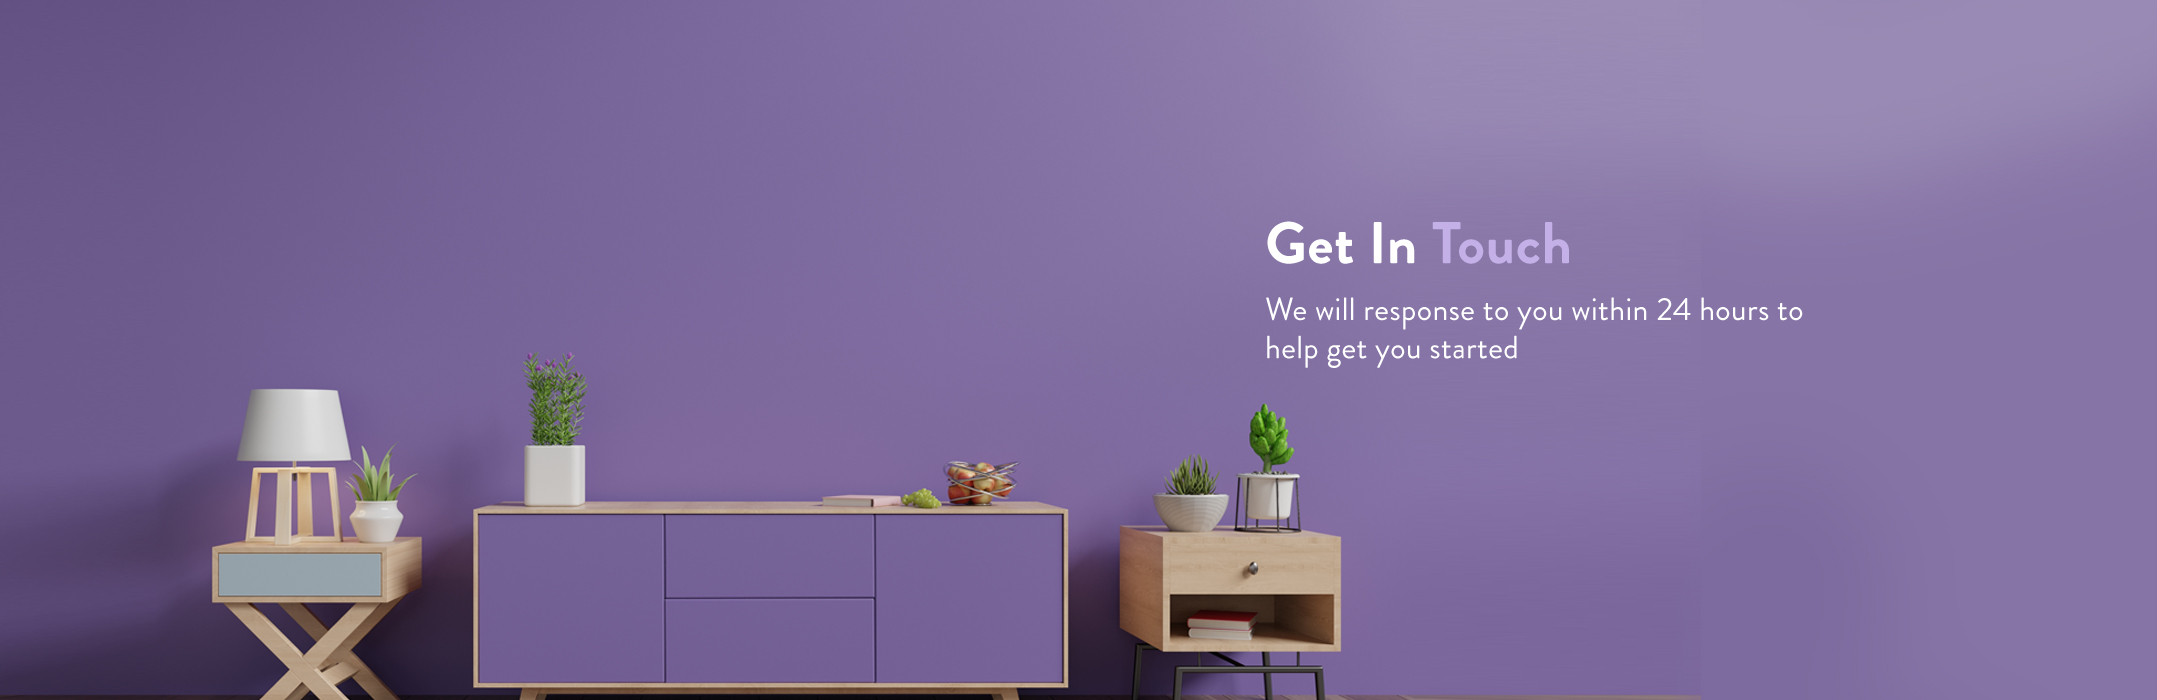 Get In Touch
We will response to you within 24 hours to
help get you started